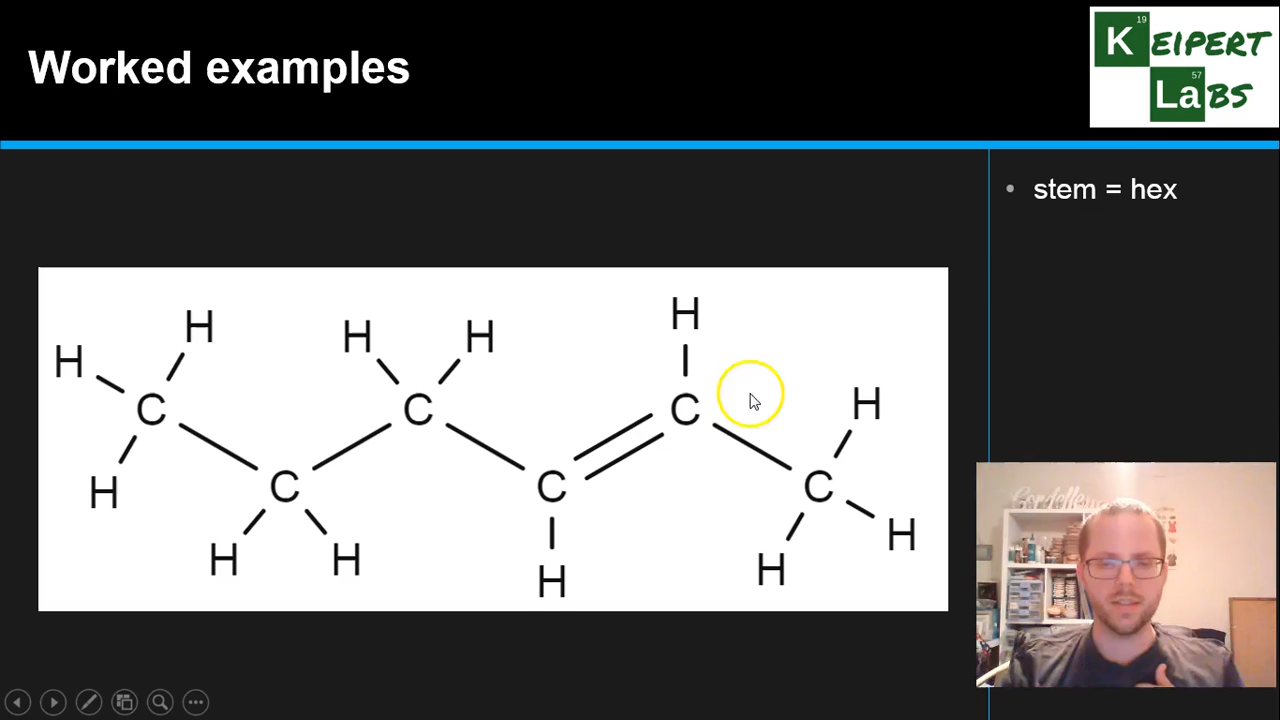 Worked examples
19
K EIPERT
57
La BS
stem = hex
H
H H H
H H
C C C H
C C C
H H
H H H H
H